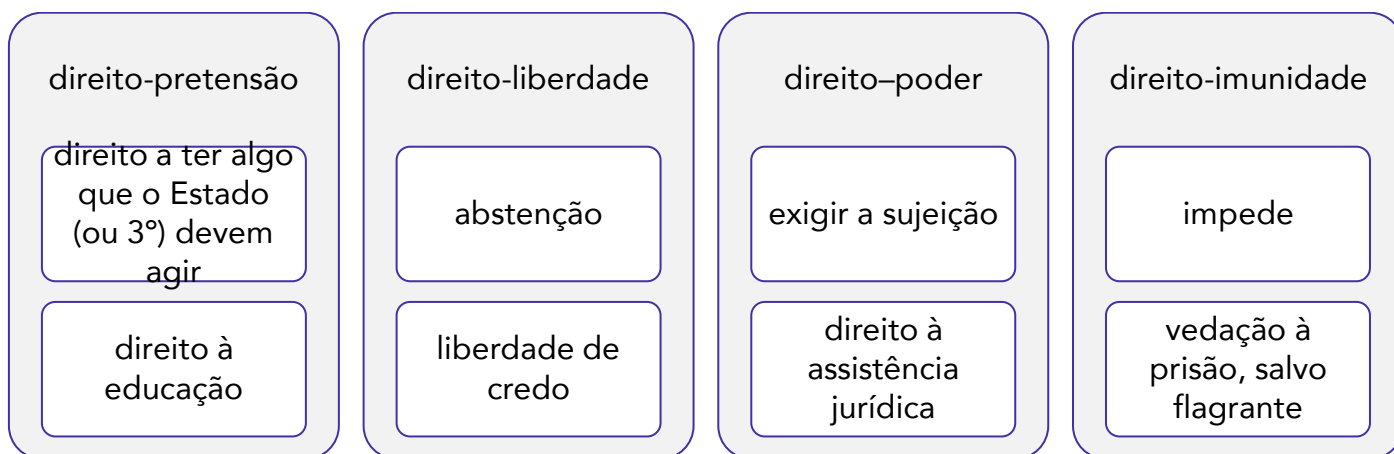 direito-pretensão
direito a ter algo
que o Estado
(ou 3º) devem
agir
direito à
educação
direito-liberdade
abstenção
liberdade de
credo
direito–poder
exigir a sujeição
direito à
assistência
jurídica
direito-imunidade
impede
vedação à
prisão, salvo
flagrante